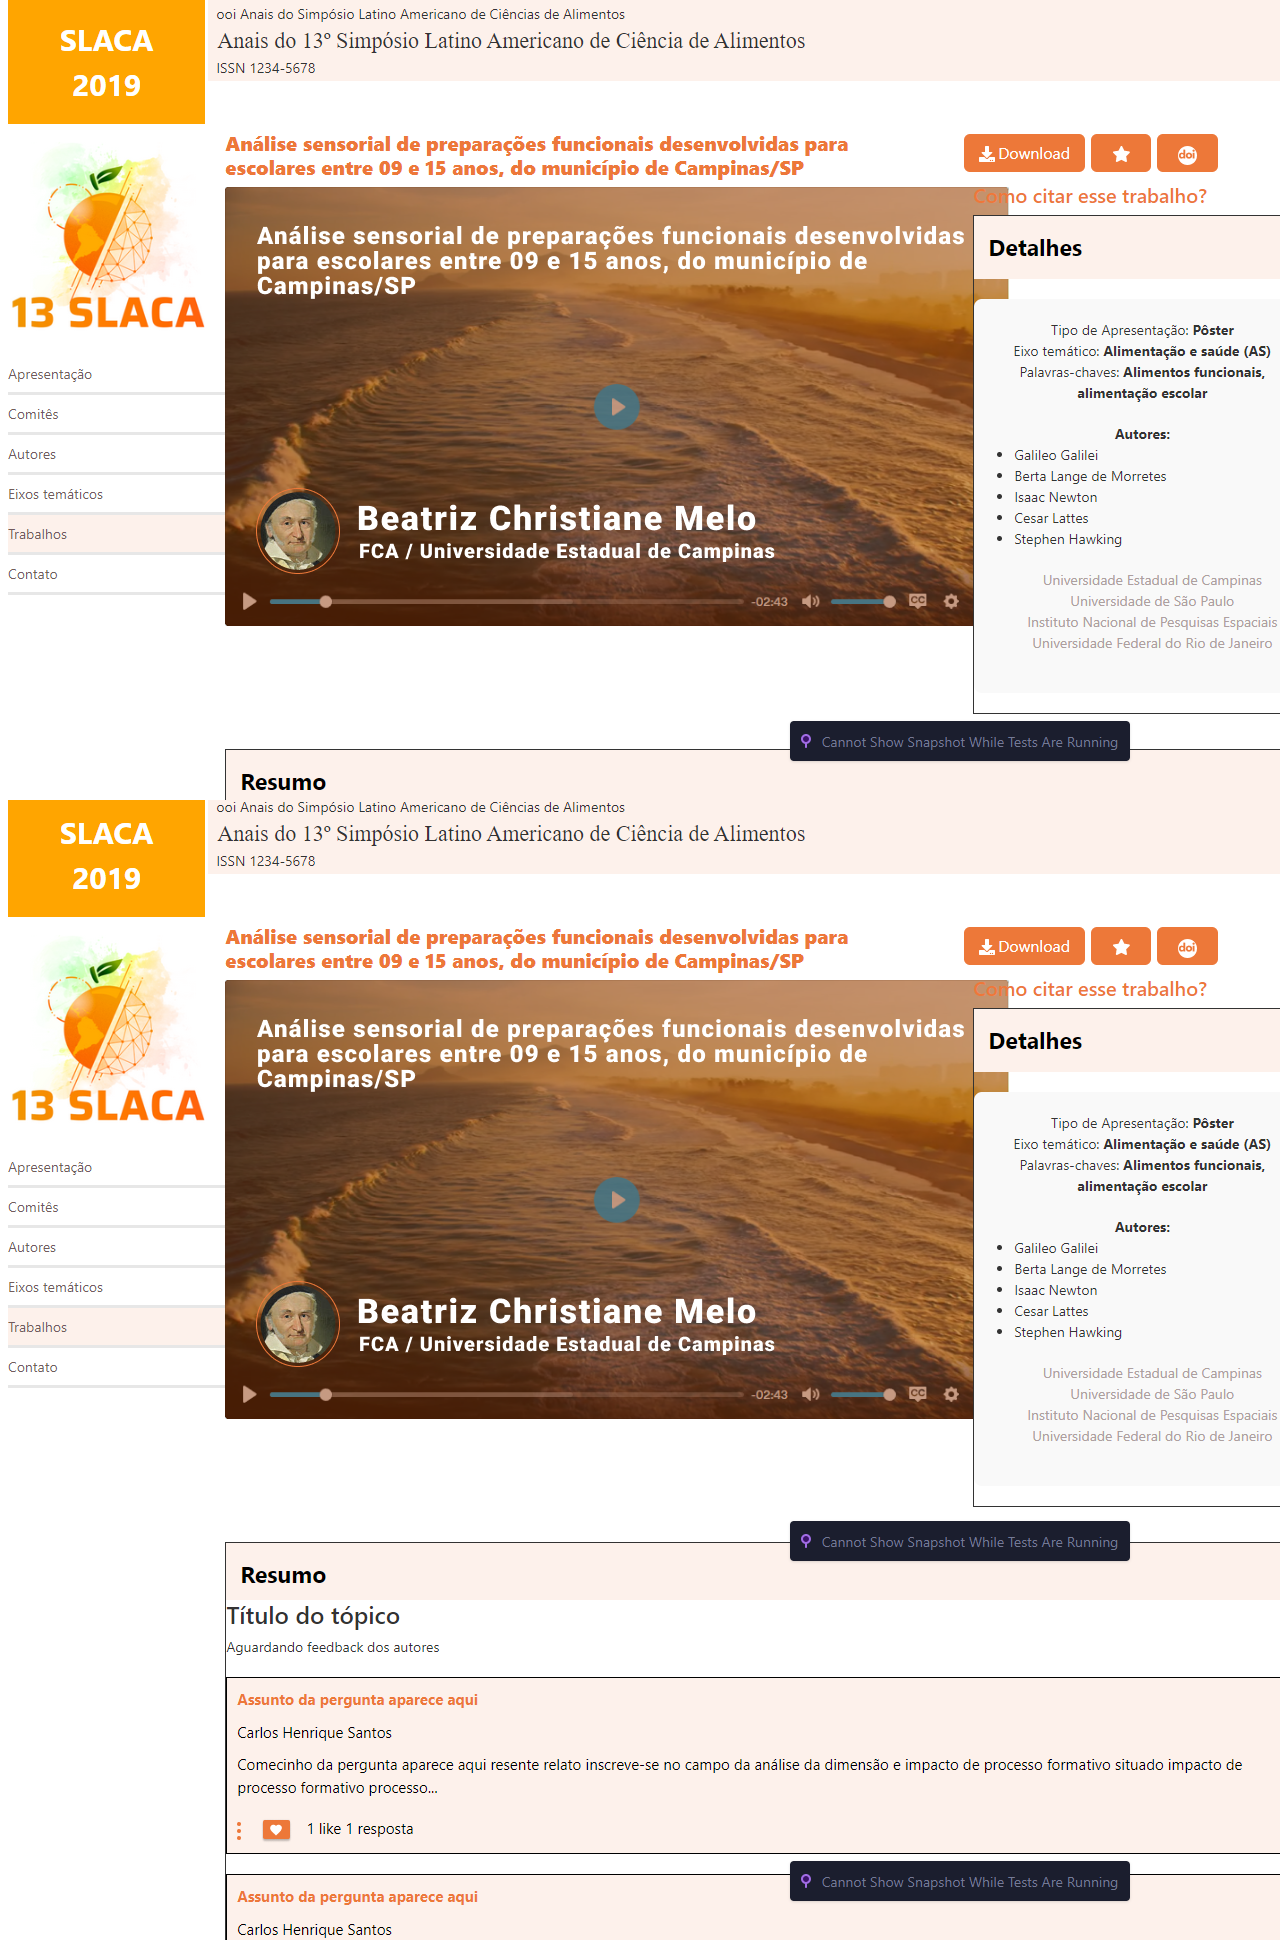 SLACA
2019
ooi Anais do Simpósio Latino Americano de Ciências de Alimentos
Anais do 13º Simpósio Latino Americano de Ciência de Alimentos
ISSN 1234-5678
13 SLACA
Apresentação
Comitês
Autores
Eixos temáticos
Trabalhos
Contato
Análise sensorial de preparações funcionais desenvolvidas para
escolares entre 09 e 15 anos, do município de Campinas/SP
Análise sensorial de preparações funcionais desenvolvidas
para escolares entre 09 e 15 anos, do município de
Campinas/SP
Beatriz Christiane Melo
FCA / Universidade Estadual de Campinas
-02:43
CC
Download
doi
Como citar esse trabalho?
Detalhes
Tipo de Apresentação: Pôster
Eixo temático: Alimentação e saúde (AS)
Palavras-chaves: Alimentos funcionais,
alimentação escolar
Autores:
Galileo Galilei
Berta Lange de Morretes
Isaac Newton
Cesar Lattes
Stephen Hawking
Universidade Estadual de Campinas
Universidade de São Paulo
Instituto Nacional de Pesquisas Espaciais
Universidade Federal do Rio de Janeiro
Cannot Show Snapshot While Tests Are Running
Resumo
SLACA
2019
ooi Anais do Simpósio Latino Americano de Ciências de Alimentos
Anais do 13º Simpósio Latino Americano de Ciência de Alimentos
ISSN 1234-5678
13 SLACA
Apresentação
Comitês
Autores
Eixos temáticos
Trabalhos
Contato
Análise sensorial de preparações funcionais desenvolvidas para
escolares entre 09 e 15 anos, do município de Campinas/SP
Análise sensorial de preparações funcionais desenvolvidas
para escolares entre 09 e 15 anos, do município de
Campinas/SP
Beatriz Christiane Melo
FCA / Universidade Estadual de Campinas
-02:43
CC
Download
doi
Como citar esse trabalho?
Detalhes
Tipo de Apresentação: Pôster
Eixo temático: Alimentação e saúde (AS)
Palavras-chaves: Alimentos funcionais,
alimentação escolar
Autores:
Galileo Galilei
Berta Lange de Morretes
Isaac Newton
Cesar Lattes
Stephen Hawking
Universidade Estadual de Campinas
Universidade de São Paulo
Instituto Nacional de Pesquisas Espaciais
Universidade Federal do Rio de Janeiro
Cannot Show Snapshot While Tests Are Running
Resumo
Título do tópico
Aguardando feedback dos autores
Assunto da pergunta aparece aqui
Carlos Henrique Santos
Comecinho da pergunta aparece aqui resente relato inscreve-se no campo da análise da dimensão e impacto de processo formativo situado impacto de
processo formativo processo...
1 like 1 resposta
Cannot Show Snapshot While Tests Are Running
Assunto da pergunta aparece aqui
Carlos Henrique Santos